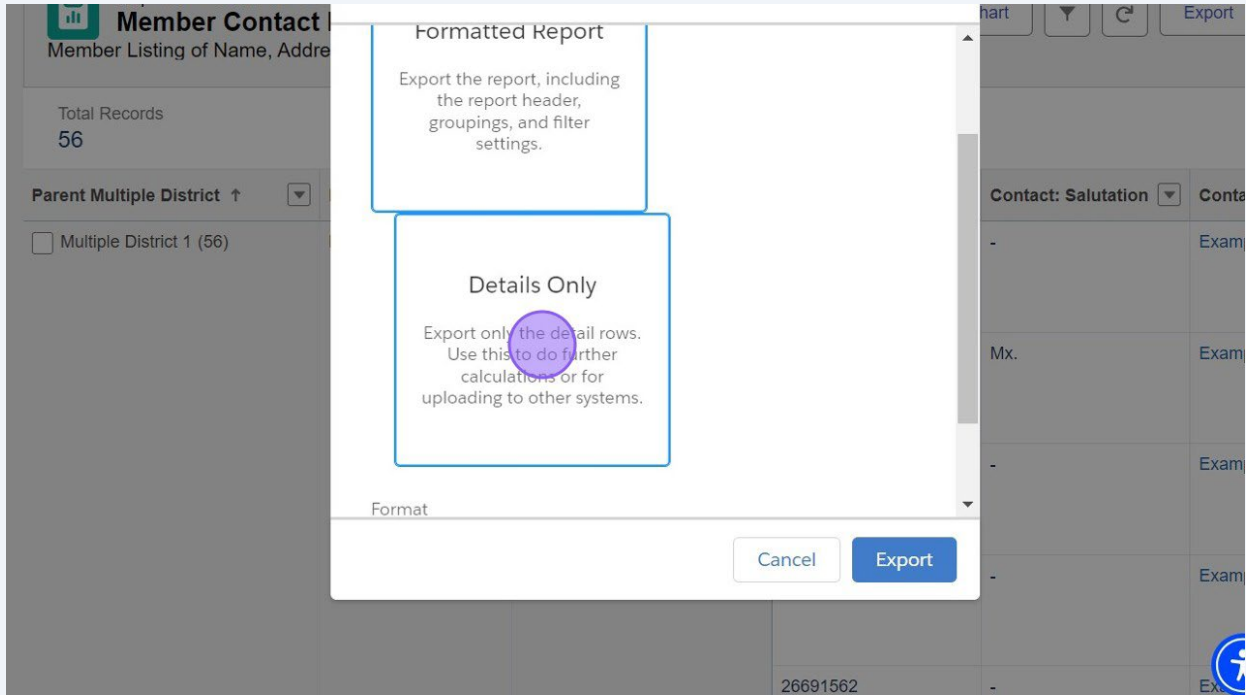 Member Contact
Member Listing of Name, Addre
hart
Export
Total Records
56
Parent Multiple District ↑
Contact: Salutation
Conta
Multiple District 1 (56)
-
Exam
Mx.
Exam
-
Exam
-
Exam
26691562
-
Formatted Report
Export the report, including
the report header,
groupings, and filter
settings.
Details Only
Export only the detail rows.
Use this to do further
calculations or for
uploading to other systems.
Format
Cancel
Export